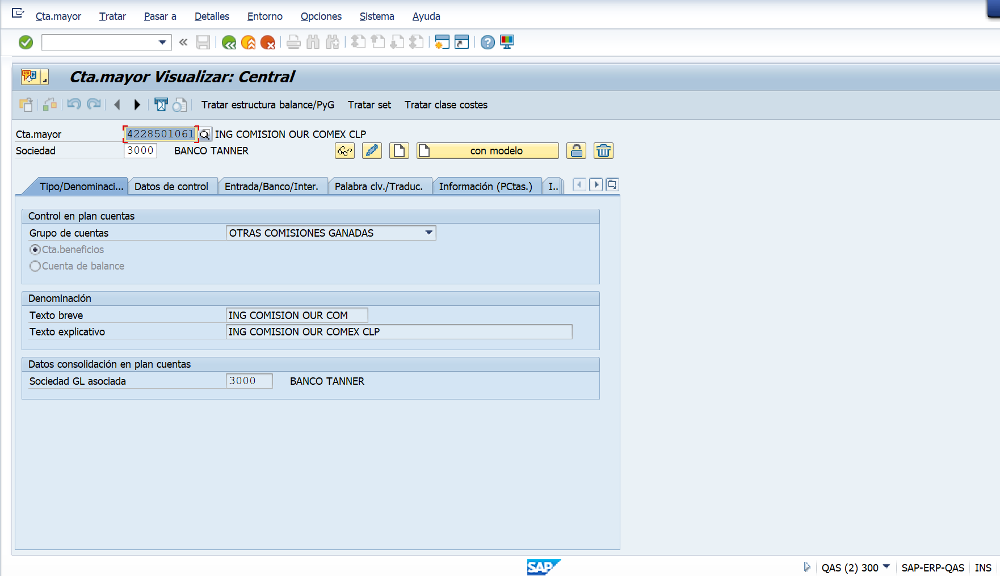 Cta.mayor Tratar Pasar a Detalles Entorno Opciones Sistema Ayuda
Cta.mayor Visualizar: Central
Tratar estructura balance/PyG Tratar set Tratar clase costes
Cta.mayor 4228501061 ING COMISION OUR COMEX CLP
Sociedad 3000 BANCO TANNER con modelo
Tipo/Denominaci... Datos de control Entrada/Banco/Inter. Palabra clv./Traduc. Información (PCtas.) I..
Control en plan cuentas
Grupo de cuentas OTRAS COMISIONES GANADAS
Cta.beneficios
Cuenta de balance
Denominación
Texto breve ING COMISION OUR COM
Texto explicativo ING COMISION OUR COMEX CLP
Datos consolidación en plan cuentas
Sociedad GL asociada 3000 BANCO TANNER
SAP QAS (2) 300 SAP-ERP-QAS INS